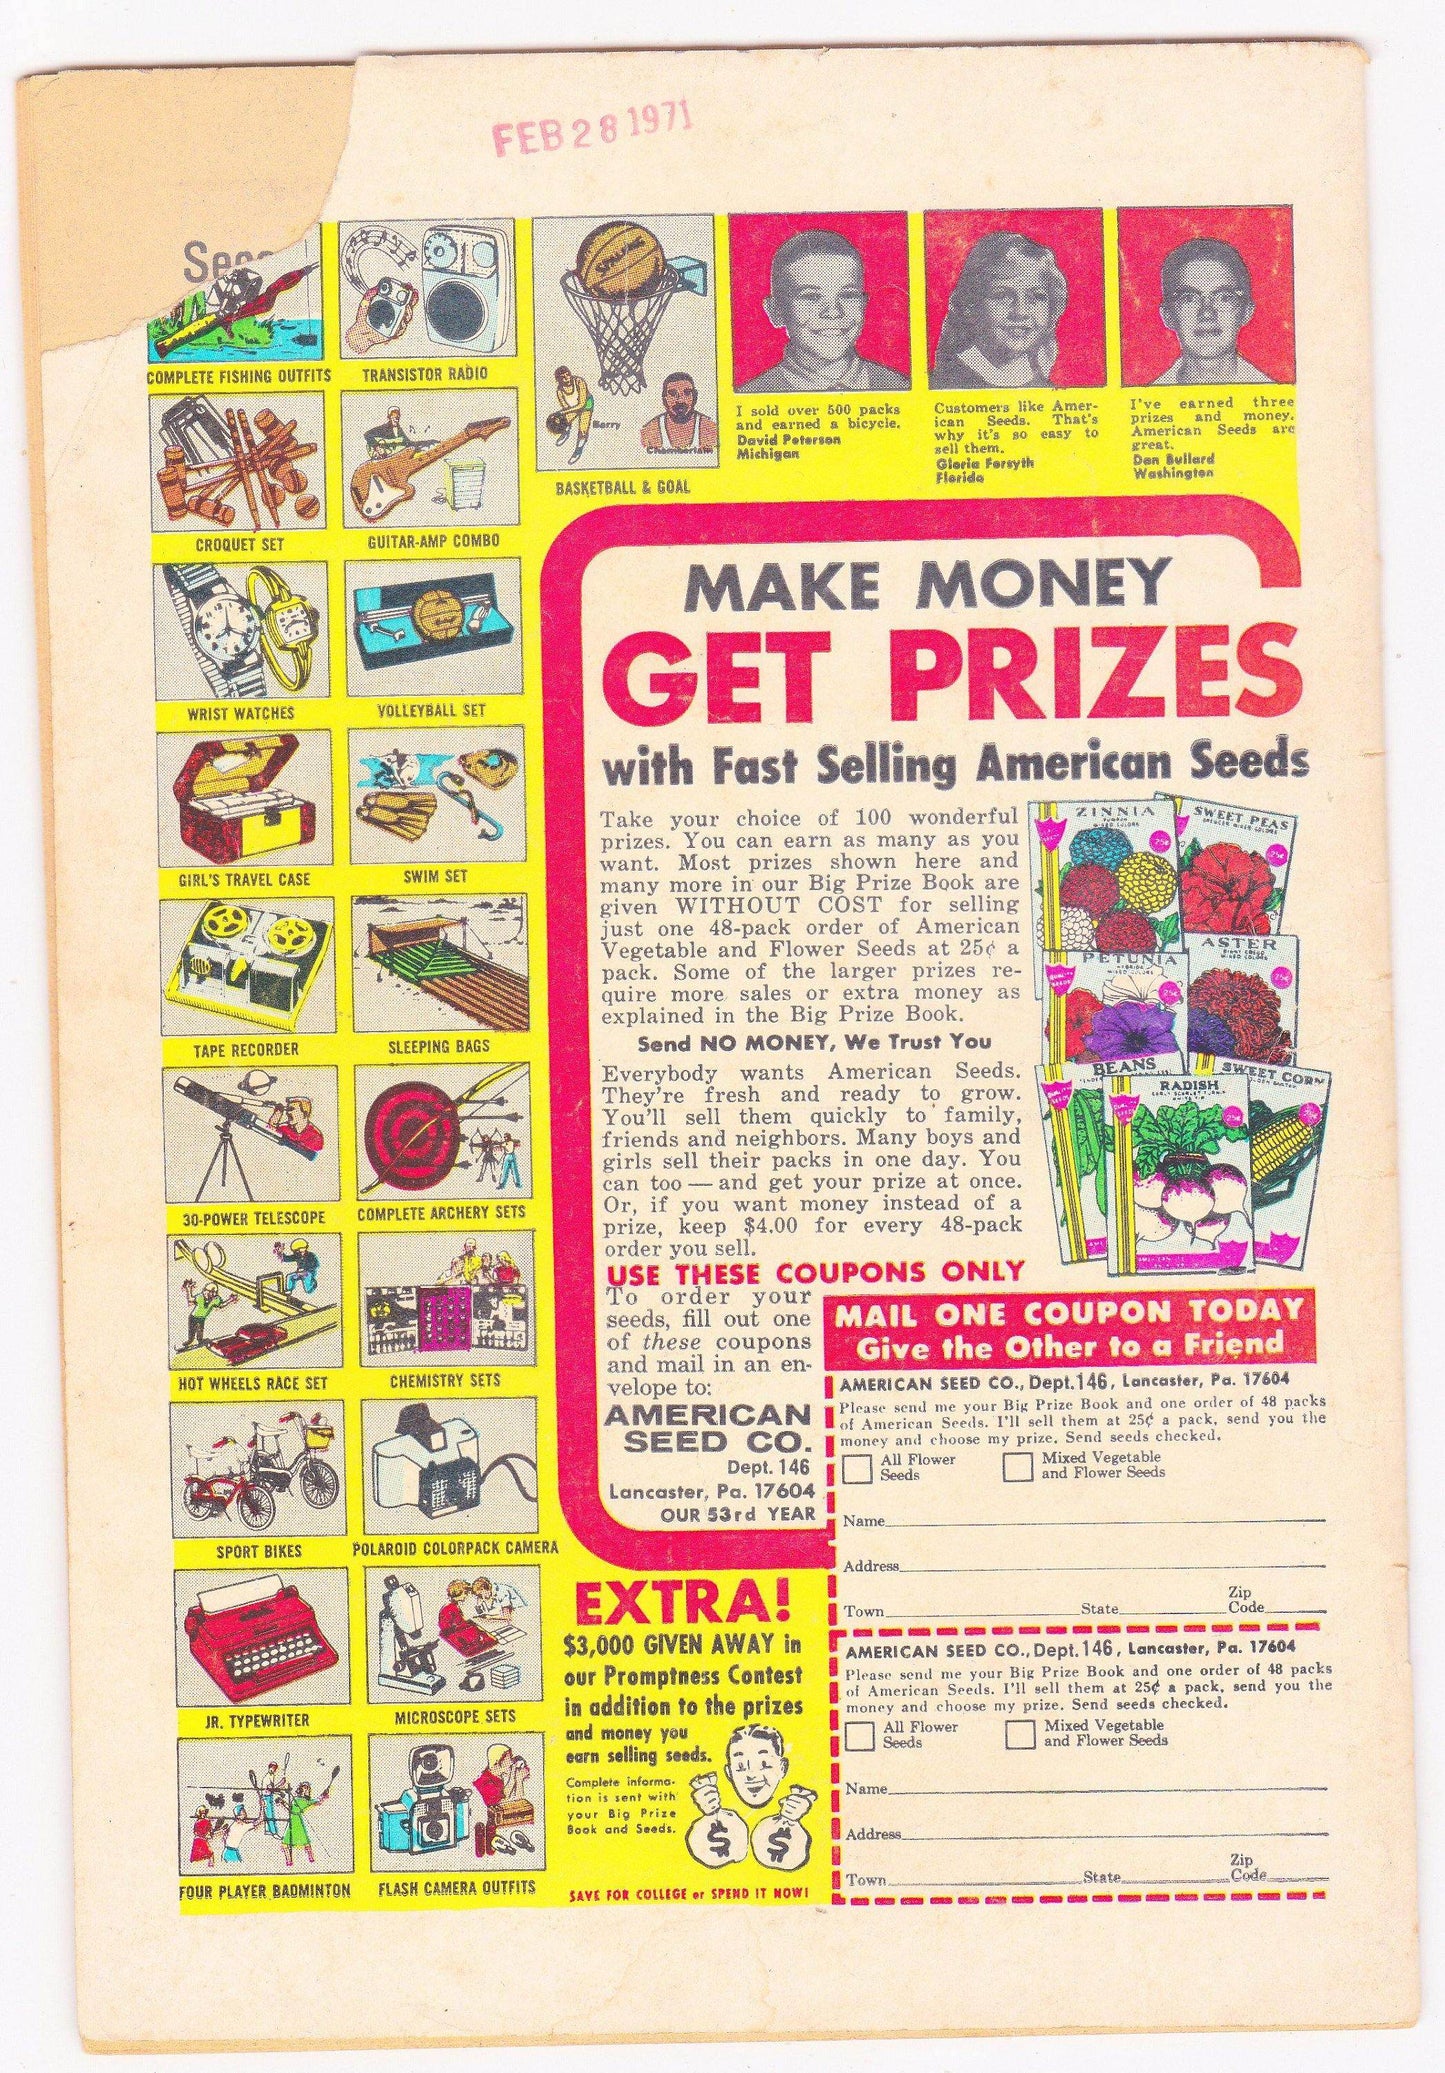 FEB 28 1971
COMPLETE FISHING OUTFITS
TRANSISTOR RADIO
CROQUET SET
GUITAR-AMP COMBO
WRIST WATCHES
VOLLEYBALL SET
GIRL'S TRAVEL CASE
SWIM SET
TAPE RECORDER
SLEEPING BAGS
30-POWER TELESCOPE
COMPLETE ARCHERY SETS
HOT WHEELS RACE SET
CHEMISTRY SETS
SPORT BIKES
POLAROID COLORPACK CAMERA
JR. TYPEWRITER
MICROSCOPE SETS
FOUR PLAYER BADMINTON
FLASH CAMERA OUTFITS
SPALDING
Barry
Chamberlain
BASKETBALL & GOAL
I sold over 500 packs
and earned a bicycle.
David Peterson
Michigan
Customers like Amer-
ican Seeds. That's
why it's so easy to
sell them.
Gloria Forsyth
Florida
I've earned three
prizes and money.
American Seeds are
great.
Dan Bullard
Washington
MAKE MONEY
GET PRIZES
with Fast Selling American Seeds
Take your choice of 100 wonderful
prizes. You can earn as many as you
want. Most prizes shown here and
many more in our Big Prize Book are
given WITHOUT COST for selling
just one 48-pack order of American
Vegetable and Flower Seeds at 25¢ a
pack. Some of the larger prizes re-
quire more sales or extra money as
explained in the Big Prize Book.
Send NO MONEY, We Trust You
Everybody wants American Seeds.
They're fresh and ready to grow.
You'll sell them quickly to family,
friends and neighbors. Many boys and
girls sell their packs in one day. You
can too — and get your prize at once.
Or, if you want money instead of a
prize, keep $4.00 for every 48-pack
order you sell.
USE THESE COUPONS ONLY
To order your
seeds, fill out one
of these coupons
and mail in an en-
velope to:
AMERICAN
SEED CO.
Dept. 146
Lancaster, Pa. 17604
OUR 53rd YEAR
ZINNIA
MIXED COLORS
25¢
SWEET PEAS
25¢
PETUNIA
MIXED COLORS
25¢
ASTER
MIXED COLORS
25¢
BEANS
RADISH
25¢
SWEET CORN
25¢
MAIL ONE COUPON TODAY
Give the Other to a Friend
AMERICAN SEED CO., Dept. 146, Lancaster, Pa. 17604
Please send me your Big Prize Book and one order of 48 packs
of American Seeds. I'll sell them at 25¢ a pack, send you the
money and choose my prize. Send seeds checked.
All Flower Seeds
Mixed Vegetable and Flower Seeds
Name
Address
Town State Zip Code
AMERICAN SEED CO., Dept. 146, Lancaster, Pa. 17604
Please send me your Big Prize Book and one order of 48 packs
of American Seeds. I'll sell them at 25¢ a pack, send you the
money and choose my prize. Send seeds checked.
All Flower Seeds
Mixed Vegetable and Flower Seeds
Name
Address
Town State Zip Code
EXTRA!
$3,000 GIVEN AWAY in
our Promptness Contest
in addition to the prizes
and money you
earn selling seeds.
Complete informa-
tion is sent with
your Big Prize
Book and Seeds.
$ $
SAVE FOR COLLEGE or SPEND IT NOW!